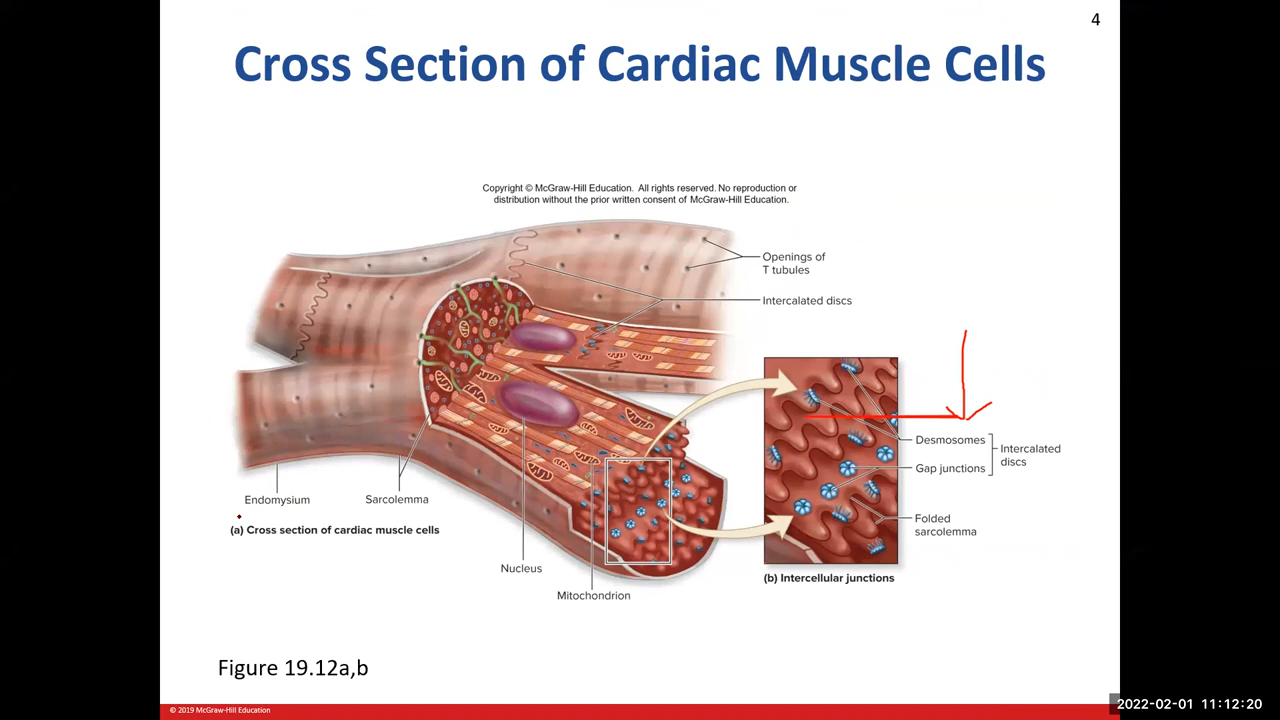 4
Cross Section of Cardiac Muscle Cells
Copyright © McGraw-Hill Education. All rights reserved. No reproduction or
distribution without the prior written consent of McGraw-Hill Education.
Openings of
T tubules
Intercalated discs
Desmosomes
Gap junctions
Intercalated
discs
Folded
sarcolemma
Endomysium
Sarcolemma
(a) Cross section of cardiac muscle cells
Nucleus
Mitochondrion
(b) Intercellular junctions
Figure 19.12a,b
© 2019 McGraw-Hill Education
2022-02-01 11:12:20